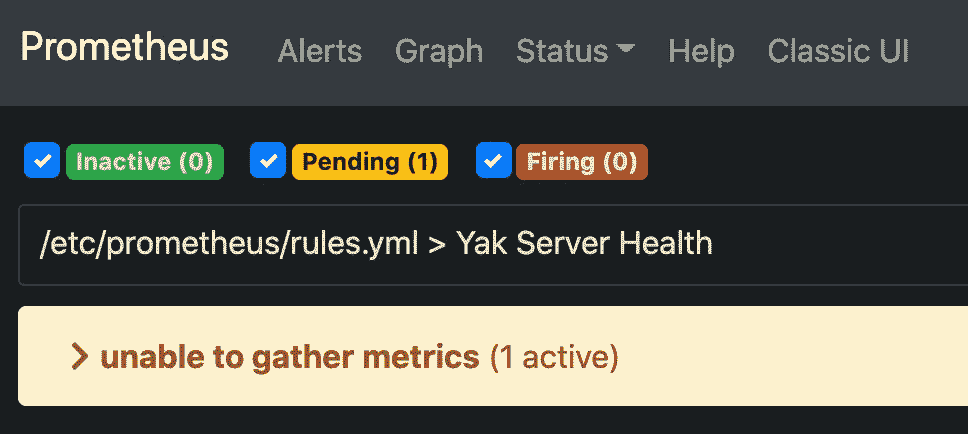 Prometheus Alerts Graph Status Help Classic UI
Inactive (0) Pending (1) Firing (0)
/etc/prometheus/rules.yml > Yak Server Health
unable to gather metrics (1 active)